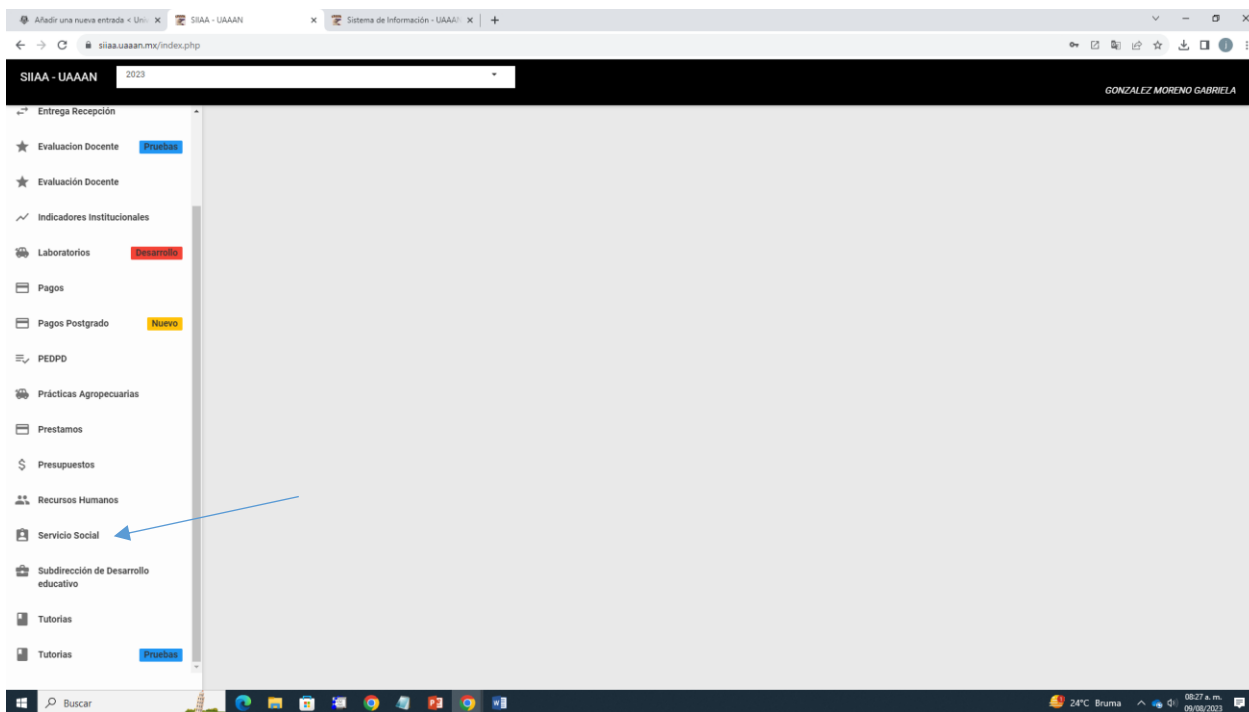 Añadir una nueva entrada < Uni
SIIAA - UAAAN
Sistema de Información - UAAA
siiaa.uaaan.mx/index.php
SIIAA - UAAAN
2023
GONZALEZ MORENO GABRIELA
Entrega Recepción
Evaluacion Docente Pruebas
Evaluación Docente
Indicadores Institucionales
Laboratorios Desarrollo
Pagos
Pagos Postgrado Nuevo
PEDPD
Prácticas Agropecuarias
Prestamos
Presupuestos
Recursos Humanos
Servicio Social
Subdirección de Desarrollo
educativo
Tutorias
Tutorias Pruebas
Buscar
24°C Bruma
08:27 a. m.
09/08/2023